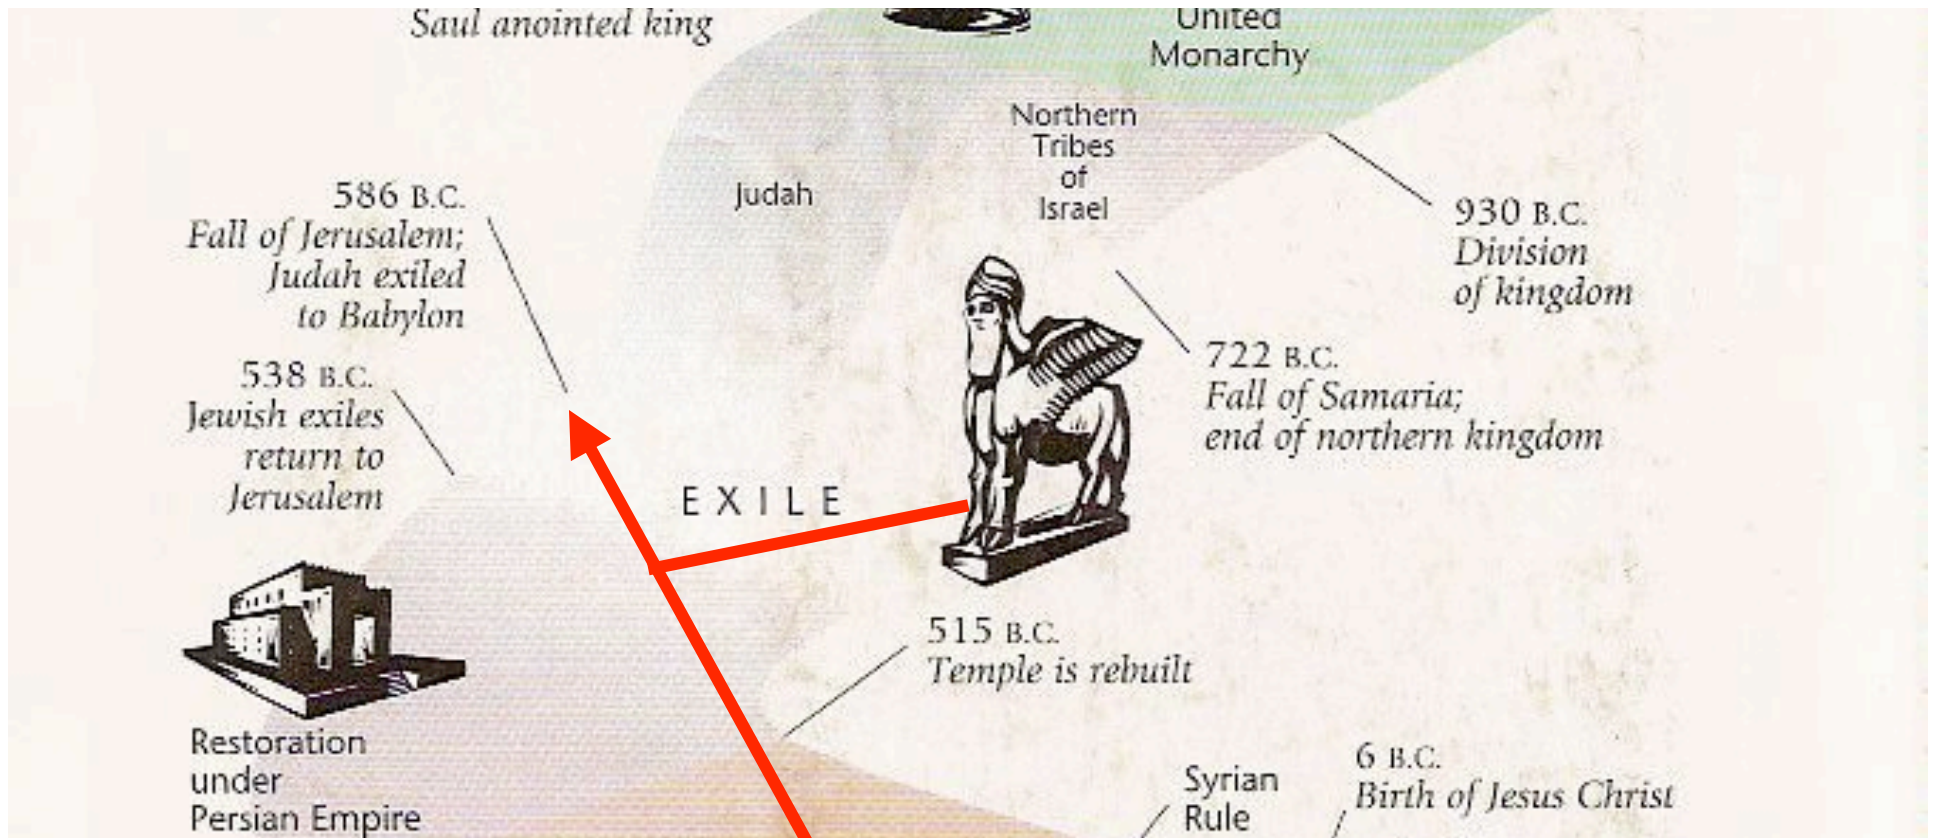 Saul anointed king
United
Monarchy
Northern
Tribes
of
Israel
Judah
586 B.C.
Fall of Jerusalem;
Judah exiled
to Babylon
930 B.C.
Division
of kingdom
722 B.C.
Fall of Samaria;
end of northern kingdom
538 B.C.
Jewish exiles
return to
Jerusalem
EXILE
515 B.C.
Temple is rebuilt
Restoration
under
Persian Empire
Syrian
Rule
6 B.C.
Birth of Jesus Christ